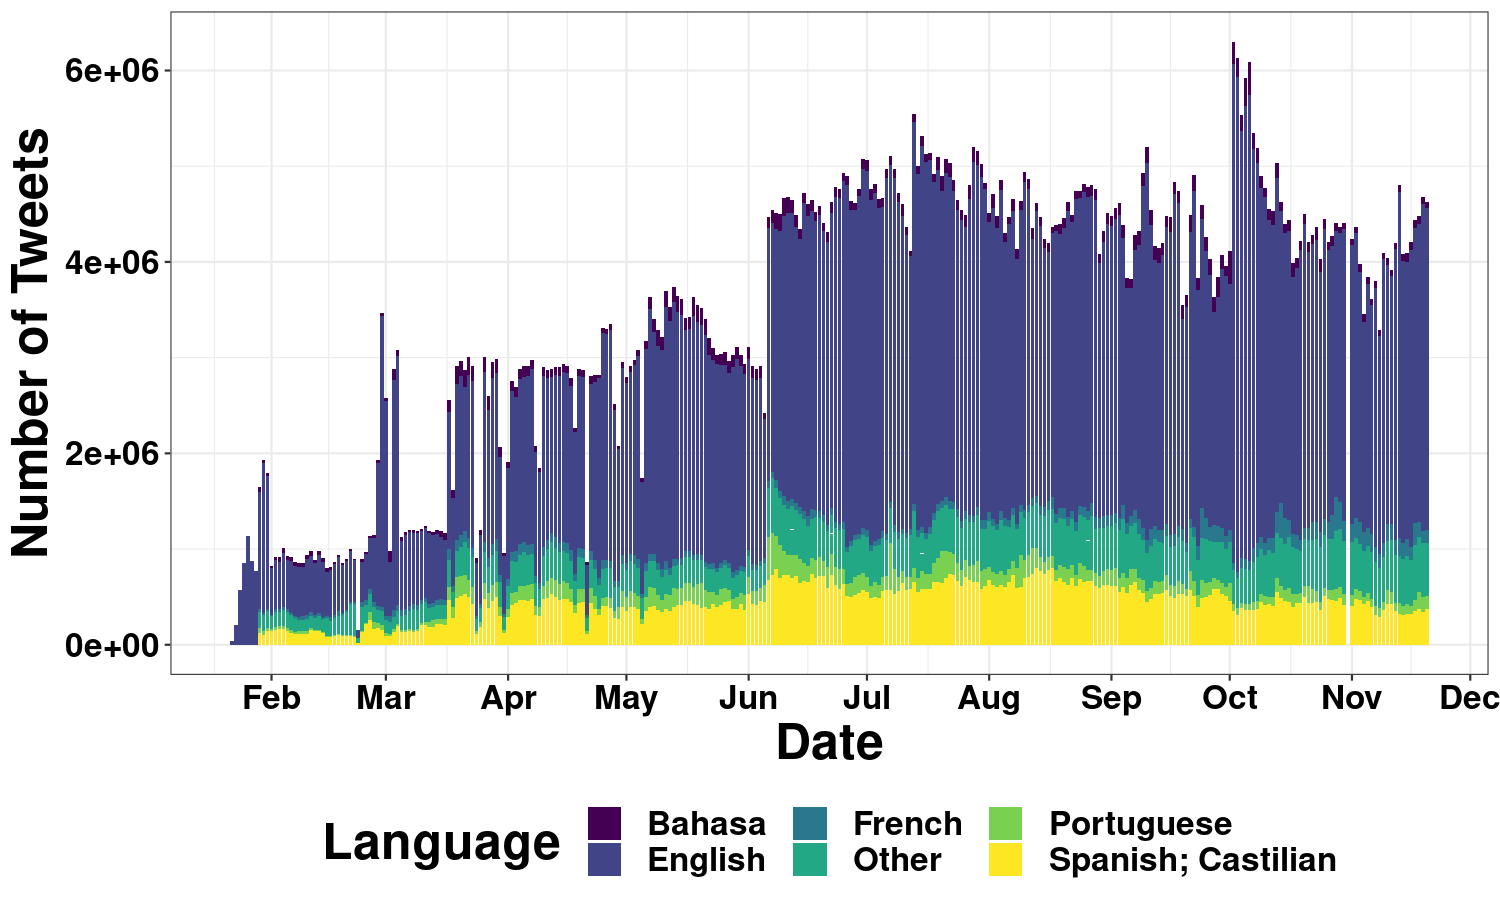 6e+06
4e+06
2e+06
0e+00
Number of Tweets
Feb Mar Apr May Jun Jul Aug Sep Oct Nov Dec
Date
Language
Bahasa French Portuguese
English Other Spanish; Castilian